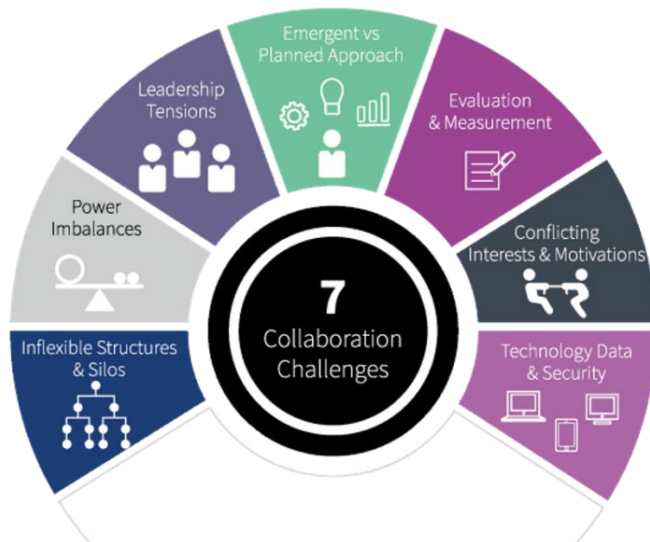 Emergent vs
Planned Approach
Leadership
Tensions
Evaluation
& Measurement
Power
Imbalances
Conflicting
Interests & Motivations
7
Collaboration
Challenges
Inflexible Structures
& Silos
Technology Data
& Security